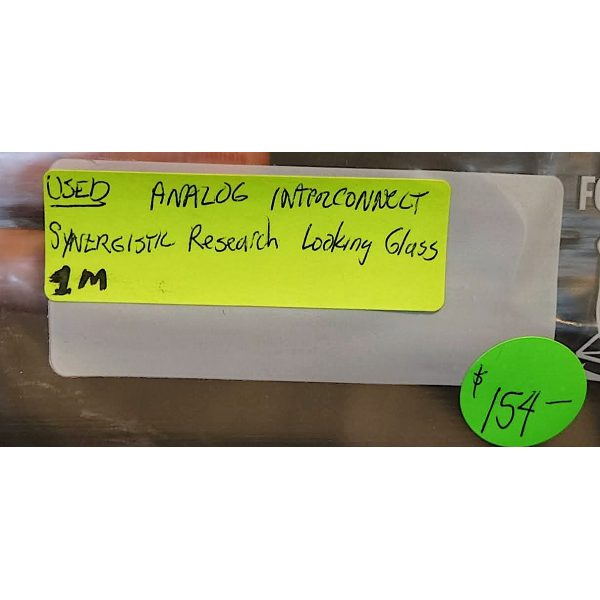 USED ANALOG INTERCONNECT
SYNERGISTIC Research Looking Glass
1M
$154—